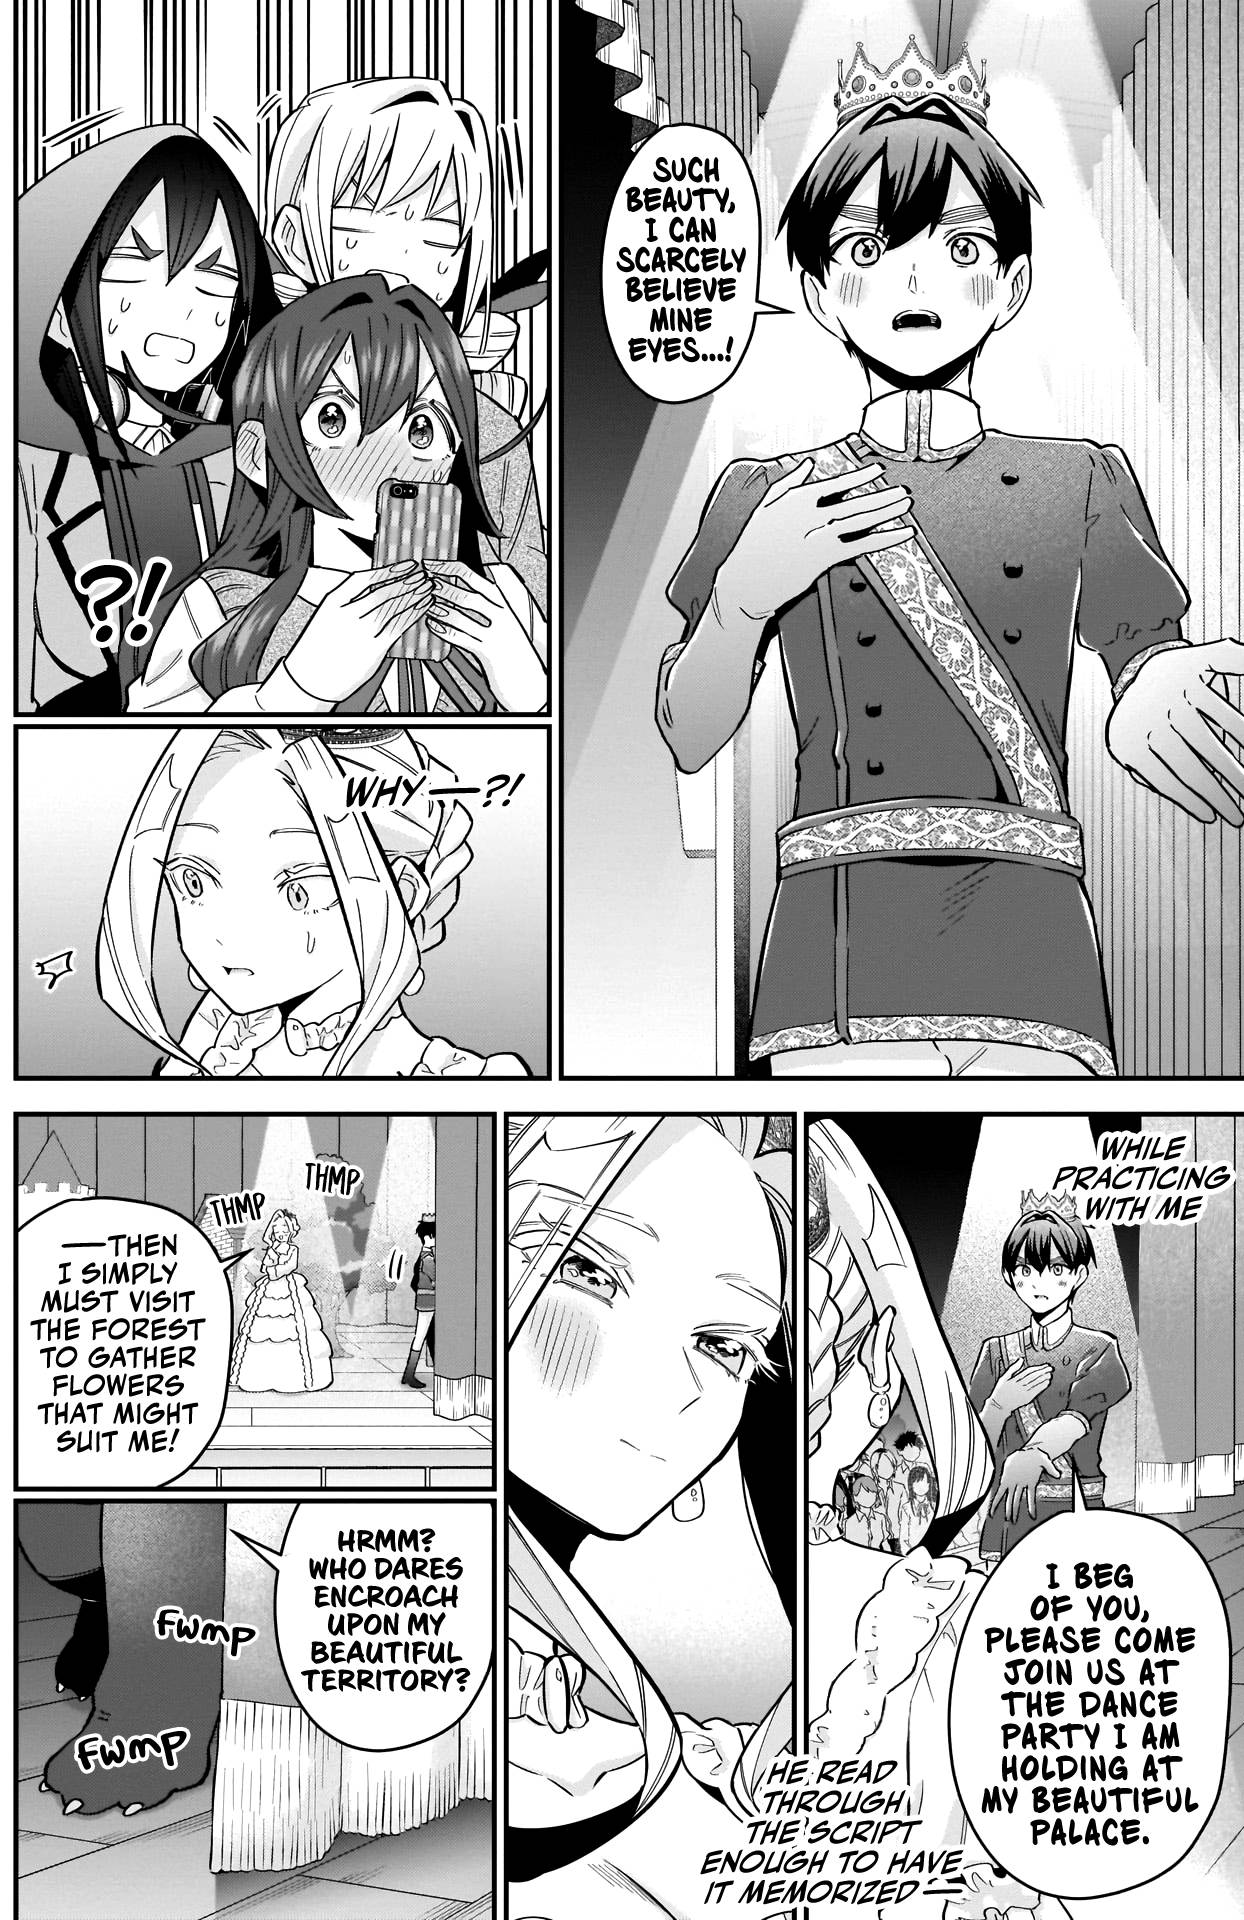 SUCH
BEAUTY,
I CAN
SCARCELY
BELIEVE
MINE
EYES...!
?!
WHY —?!
WHILE
PRACTICING
WITH ME
I BEG
OF YOU,
PLEASE COME
JOIN US AT
THE DANCE
PARTY I AM
HOLDING AT
MY BEAUTIFUL
PALACE.
HE READ
THROUGH
THE SCRIPT
ENOUGH TO HAVE
IT MEMORIZED —
THMP
THMP
—THEN
I SIMPLY
MUST VISIT
THE FOREST
TO GATHER
FLOWERS
THAT MIGHT
SUIT ME!
HRMM?
WHO DARES
ENCROACH
UPON MY
BEAUTIFUL
TERRITORY?
FWMP
FWMP